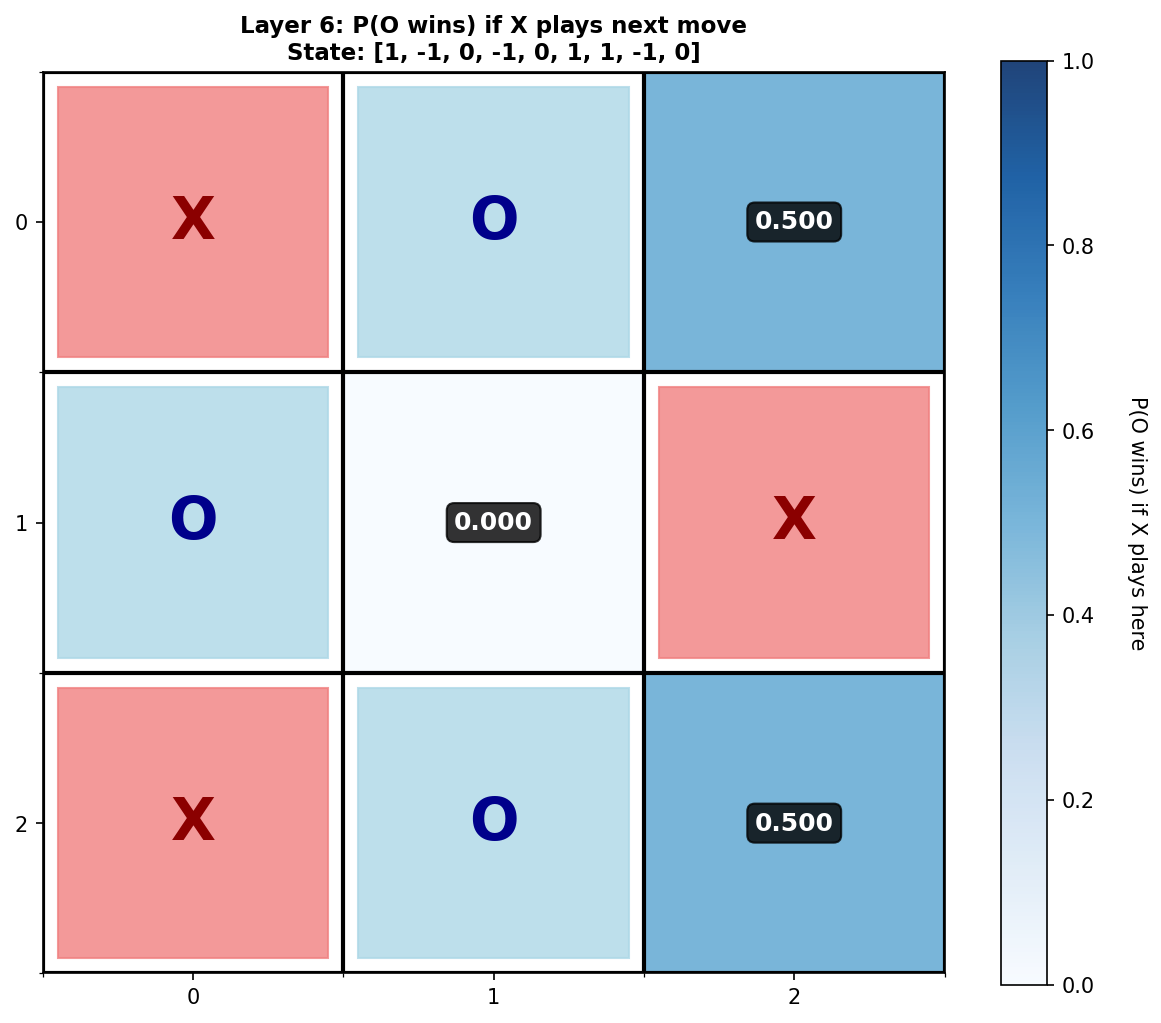 Layer 6: P(O wins) if X plays next move
State: [1, -1, 0, -1, 0, 1, 1, -1, 0]
X
O
0.500
O
0.000
X
X
O
0.500
0
1
2
0
1
2
1.0
0.8
0.6
0.4
0.2
0.0
P(O wins) if X plays here